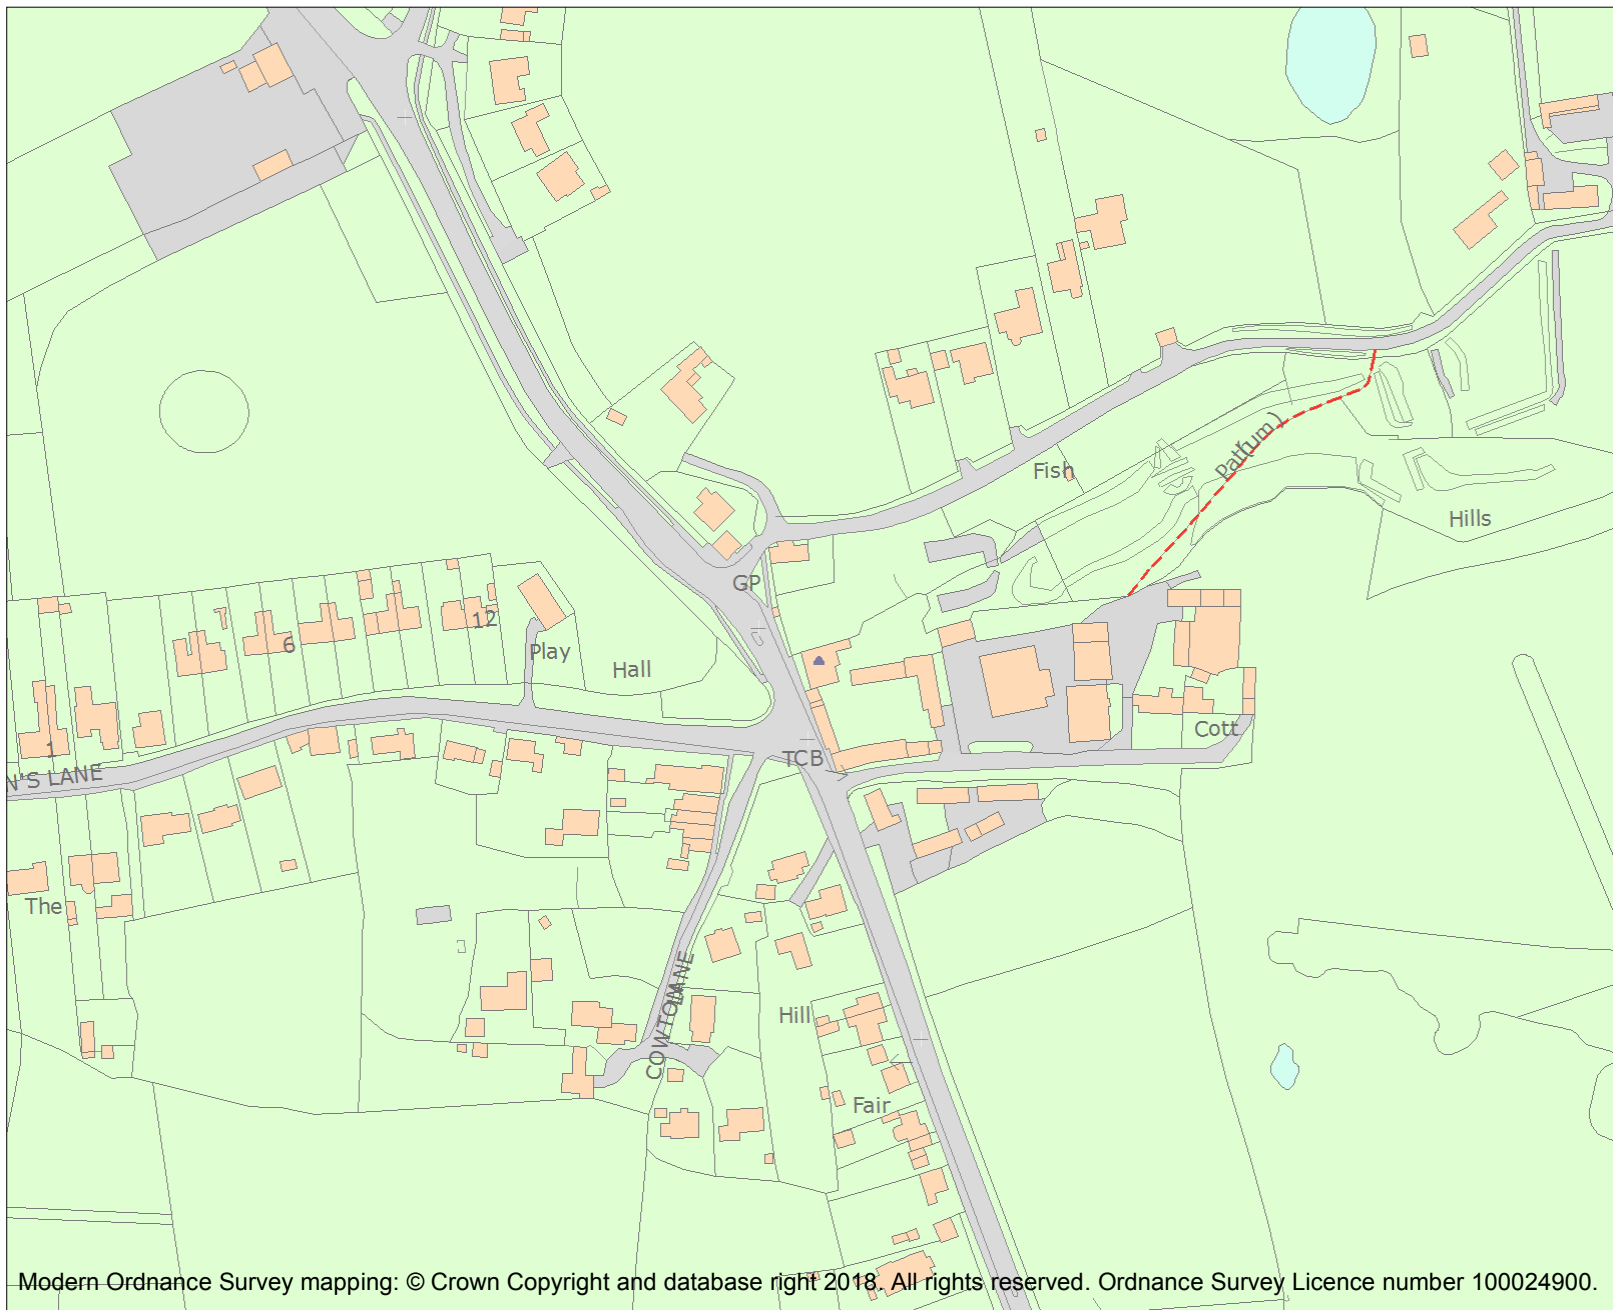 Fish
Path (um)
Hills
GP
12
6
Play
Hall
Cott
1
TCB
N'S LANE
The
COWTOM LANE
Hill
Fair
Modern Ordnance Survey mapping: © Crown Copyright and database right 2018. All rights reserved. Ordnance Survey Licence number 100024900.